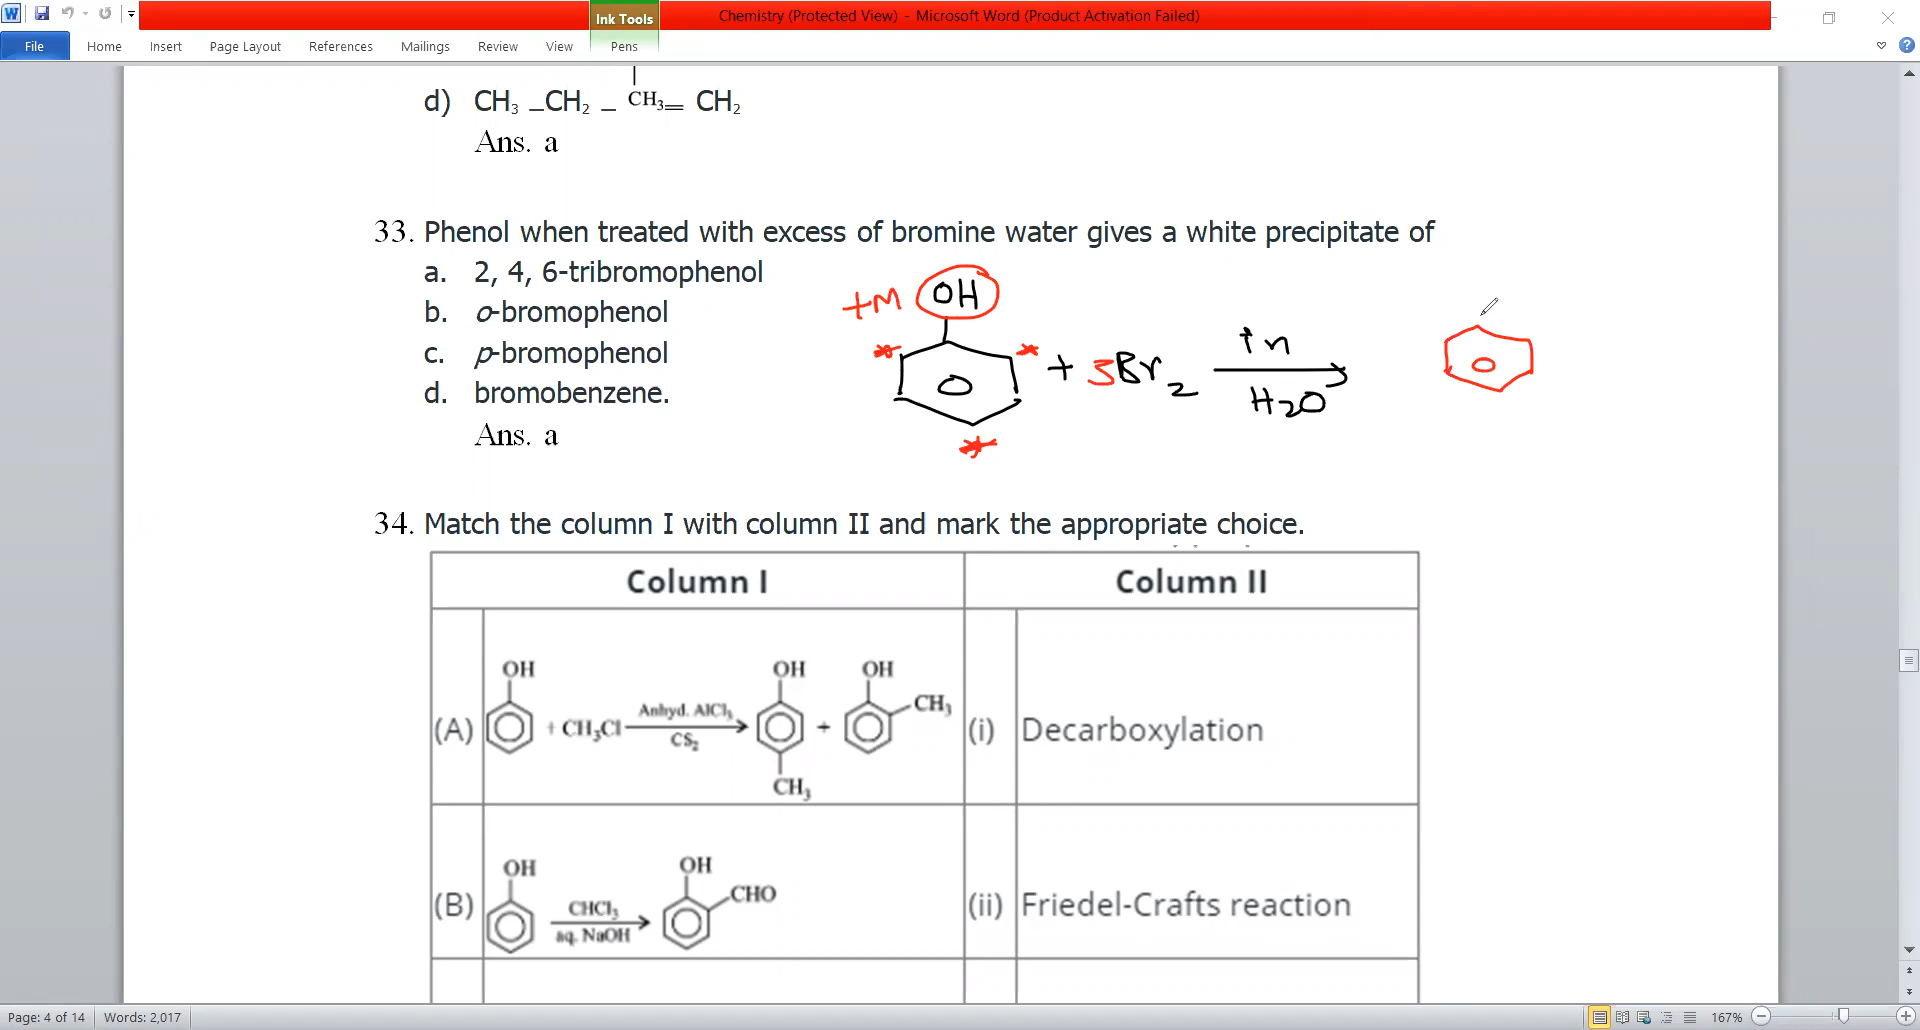 Chemistry (Protected View) - Microsoft Word (Product Activation Failed)
Ink Tools
File Home Insert Page Layout References Mailings Review View Pens
d) CH₃ _CH₂ _ CH₃= CH₂
Ans. a
33. Phenol when treated with excess of bromine water gives a white precipitate of
a. 2, 4, 6-tribromophenol
b. o-bromophenol
c. p-bromophenol
d. bromobenzene.
Ans. a
+M OH
+ 3Br₂ in
H₂O
34. Match the column I with column II and mark the appropriate choice.
Column I Column II
(A) OH + CH₃Cl Anhyd. AlCl₃ CS₂ OH CH₃ + OH CH₃ (i) Decarboxylation
(B) OH CHCl₃ aq. NaOH OH CHO (ii) Friedel-Crafts reaction
Page: 4 of 14 Words: 2,017 167%